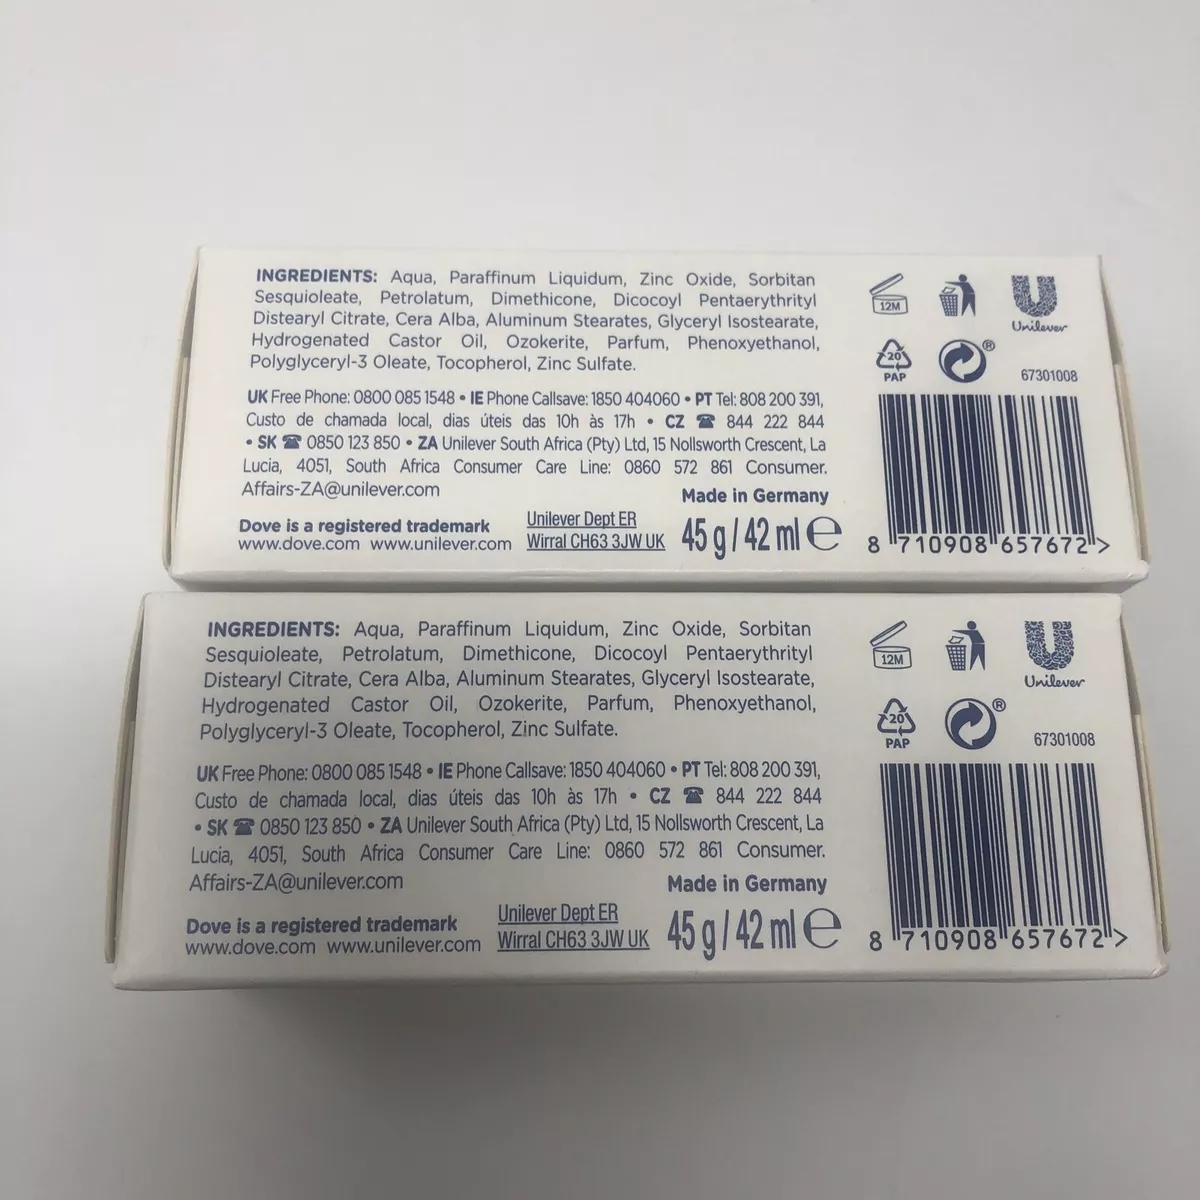 INGREDIENTS: Aqua, Paraffinum Liquidum, Zinc Oxide, Sorbitan
Sesquioleate, Petrolatum, Dimethicone, Dicocoyl Pentaerythrityl
Distearyl Citrate, Cera Alba, Aluminum Stearates, Glyceryl Isostearate,
Hydrogenated Castor Oil, Ozokerite, Parfum, Phenoxyethanol,
Polyglyceryl-3 Oleate, Tocopherol, Zinc Sulfate.
UK Free Phone: 0800 085 1548 • IE Phone Callsave: 1850 404060 • PT Tel: 808 200 391,
Custo de chamada local, dias úteis das 10h às 17h • CZ ☎ 844 222 844
• SK ☎ 0850 123 850 • ZA Unilever South Africa (Pty) Ltd, 15 Nollsworth Crescent, La
Lucia, 4051, South Africa Consumer Care Line: 0860 572 861 Consumer.
Affairs-ZA@unilever.com
Made in Germany
Dove is a registered trademark
www.dove.com www.unilever.com
Unilever Dept ER
Wirral CH63 3JW UK
45 g / 42 ml ℮
12M
Unilever
20
PAP
®
67301008
8 710908 657672 >
INGREDIENTS: Aqua, Paraffinum Liquidum, Zinc Oxide, Sorbitan
Sesquioleate, Petrolatum, Dimethicone, Dicocoyl Pentaerythrityl
Distearyl Citrate, Cera Alba, Aluminum Stearates, Glyceryl Isostearate,
Hydrogenated Castor Oil, Ozokerite, Parfum, Phenoxyethanol,
Polyglyceryl-3 Oleate, Tocopherol, Zinc Sulfate.
UK Free Phone: 0800 085 1548 • IE Phone Callsave: 1850 404060 • PT Tel: 808 200 391,
Custo de chamada local, dias úteis das 10h às 17h • CZ ☎ 844 222 844
• SK ☎ 0850 123 850 • ZA Unilever South Africa (Pty) Ltd, 15 Nollsworth Crescent, La
Lucia, 4051, South Africa Consumer Care Line: 0860 572 861 Consumer.
Affairs-ZA@unilever.com
Made in Germany
Dove is a registered trademark
www.dove.com www.unilever.com
Unilever Dept ER
Wirral CH63 3JW UK
45 g / 42 ml ℮
12M
Unilever
20
PAP
®
67301008
8 710908 657672 >